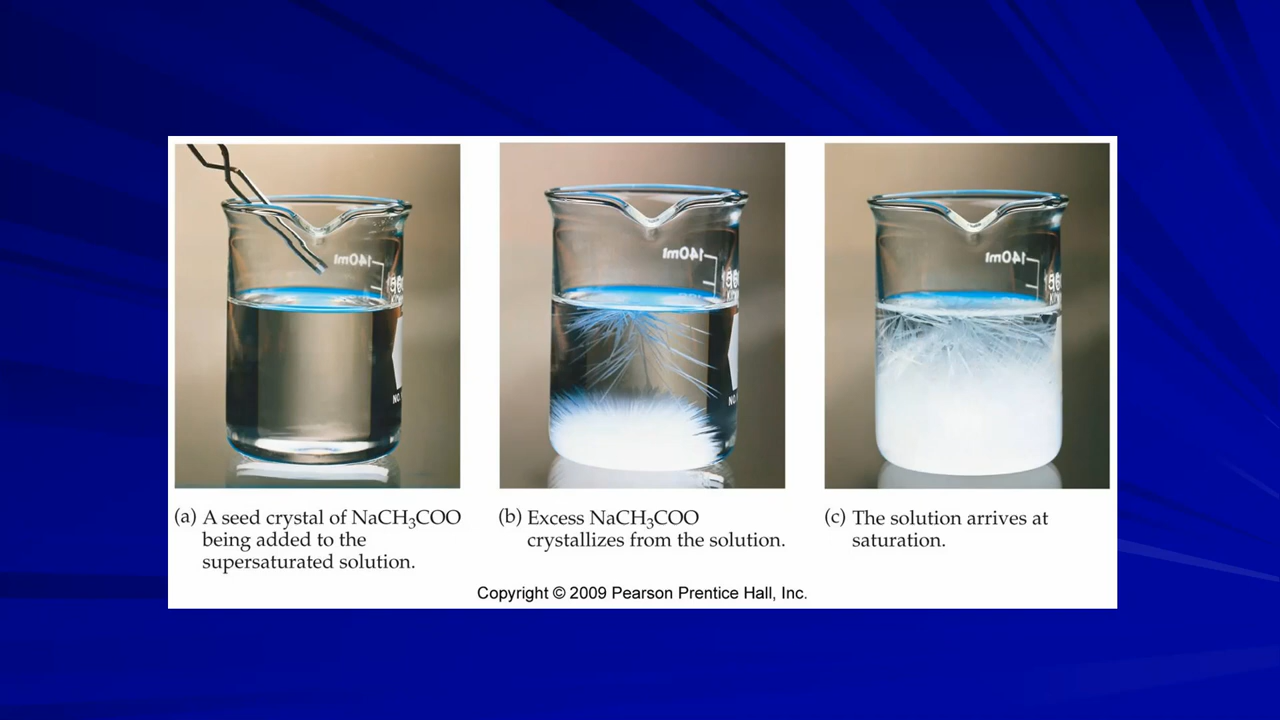 140ml
140ml
140ml
(a) A seed crystal of NaCH₃COO
being added to the
supersaturated solution.
(b) Excess NaCH₃COO
crystallizes from the solution.
(c) The solution arrives at
saturation.
Copyright © 2009 Pearson Prentice Hall, Inc.